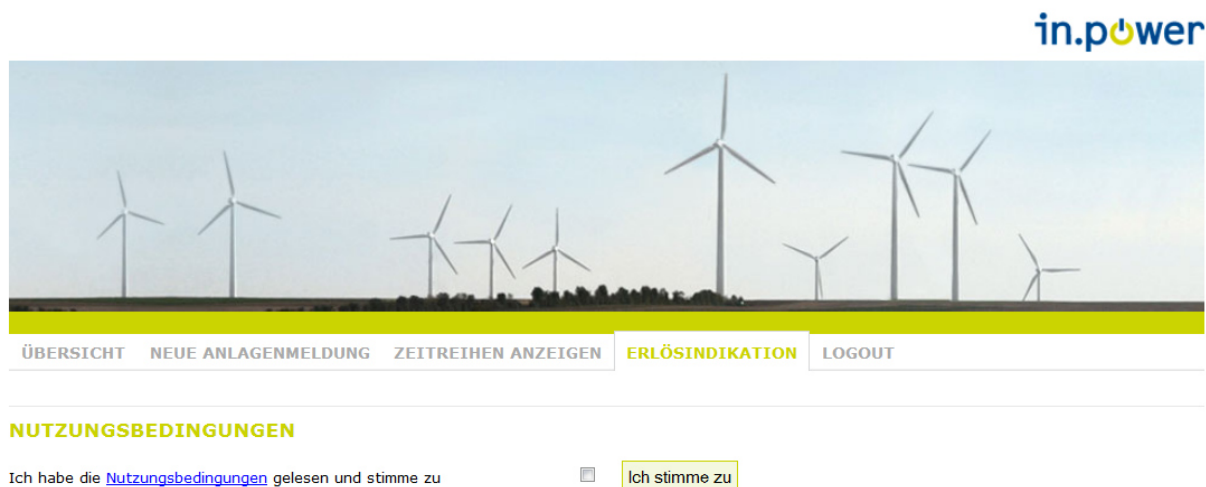 in.power
ÜBERSICHT NEUE ANLAGENMELDUNG ZEITREIHEN ANZEIGEN ERLÖSINDIKATION LOGOUT
NUTZUNGSBEDINGUNGEN
Ich habe die Nutzungsbedingungen gelesen und stimme zu Ich stimme zu